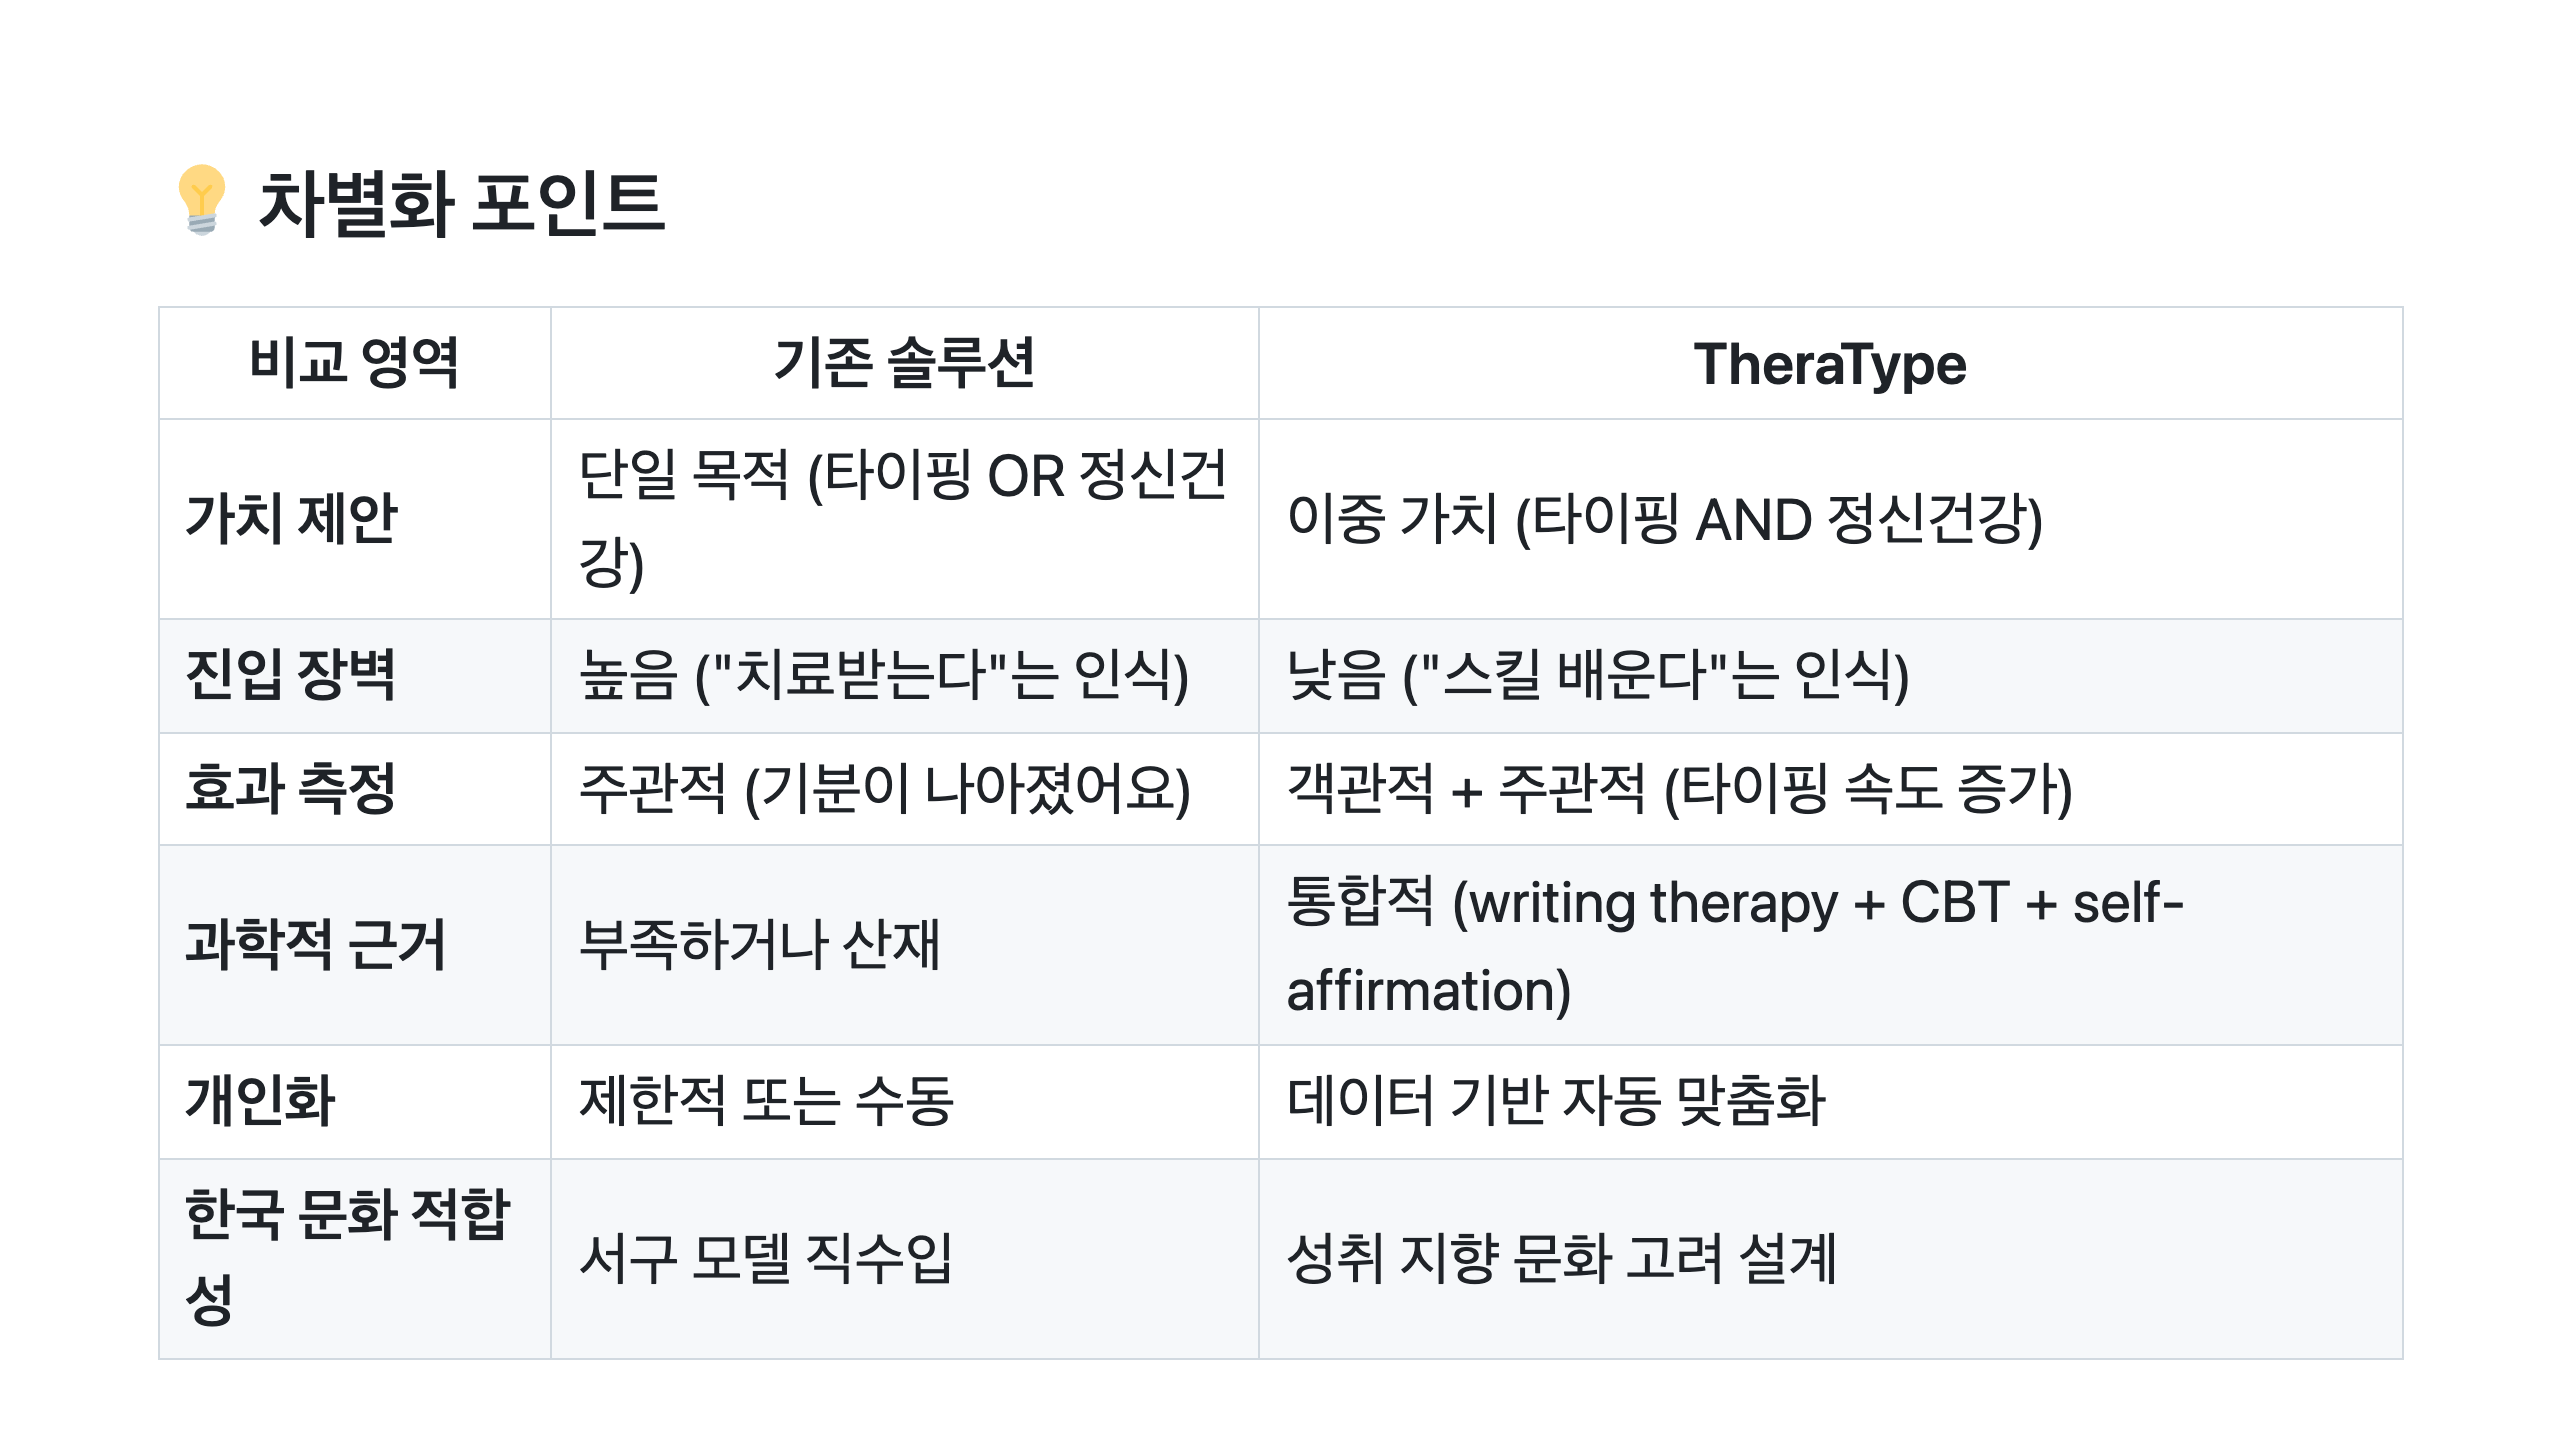 💡 차별화 포인트
비교 영역
기존 솔루션
TheraType
가치 제안
단일 목적 (타이핑 OR 정신건
강)
이중 가치 (타이핑 AND 정신건강)
진입 장벽
높음 ("치료받는다"는 인식)
낮음 ("스킬 배운다"는 인식)
효과 측정
주관적 (기분이 나아졌어요)
객관적 + 주관적 (타이핑 속도 증가)
과학적 근거
부족하거나 산재
통합적 (writing therapy + CBT + self-
affirmation)
개인화
제한적 또는 수동
데이터 기반 자동 맞춤화
한국 문화 적합
성
서구 모델 직수입
성취 지향 문화 고려 설계